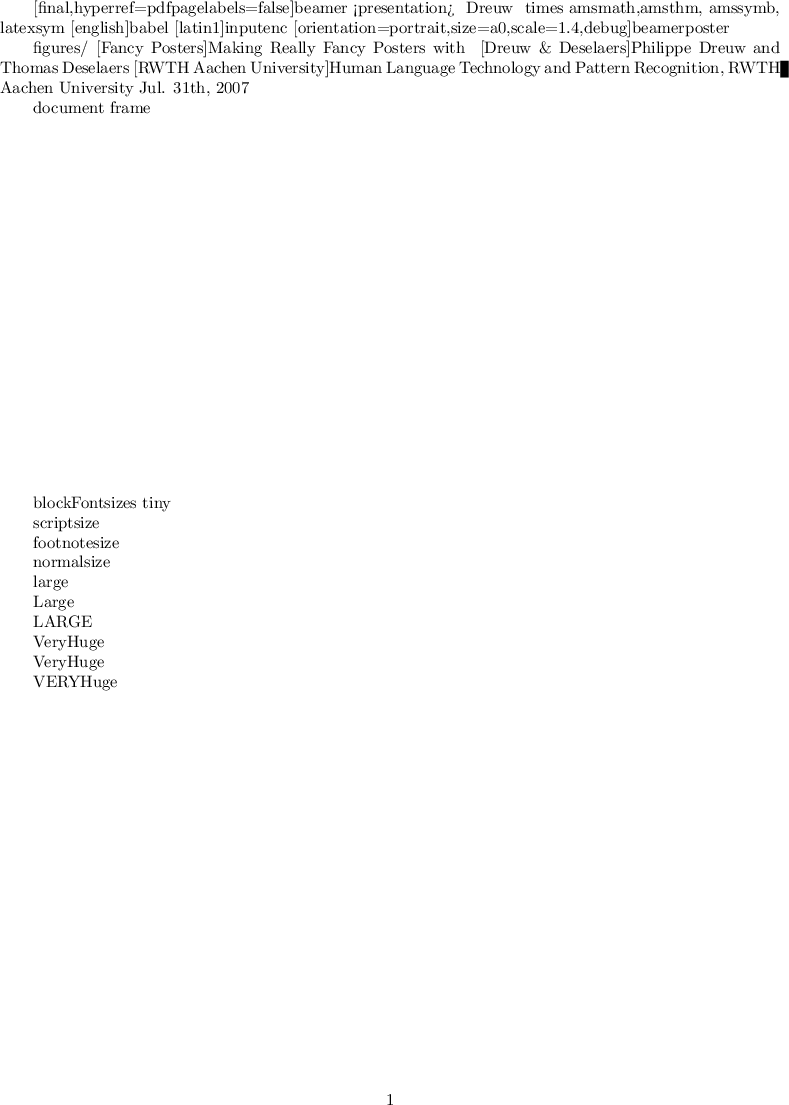 [final,hyperref=pdfpagelabels=false]beamer ¡presentation¿ Dreuw times amsmath,amsthm, amssymb,
latexsym [english]babel [latin1]inputenc [orientation=portrait,size=a0,scale=1.4,debug]beamerposter
figures/ [Fancy Posters]Making Really Fancy Posters with [Dreuw & Deselaers]Philippe Dreuw and
Thomas Deselaers [RWTH Aachen University]Human Language Technology and Pattern Recognition, RWTH
Aachen University Jul. 31th, 2007
document frame
blockFontsizes tiny
scriptsize
footnotesize
normalsize
large
Large
LARGE
VeryHuge
VeryHuge
VERYHuge
1